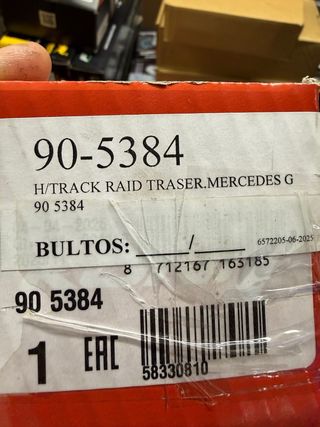 90-5384
H/TRACK RAID TRASER.MERCEDES G
90 5384
BULTOS: ____/____
6572205-06-2025
8 712167 163185
90 5384
1 EAC
58330810